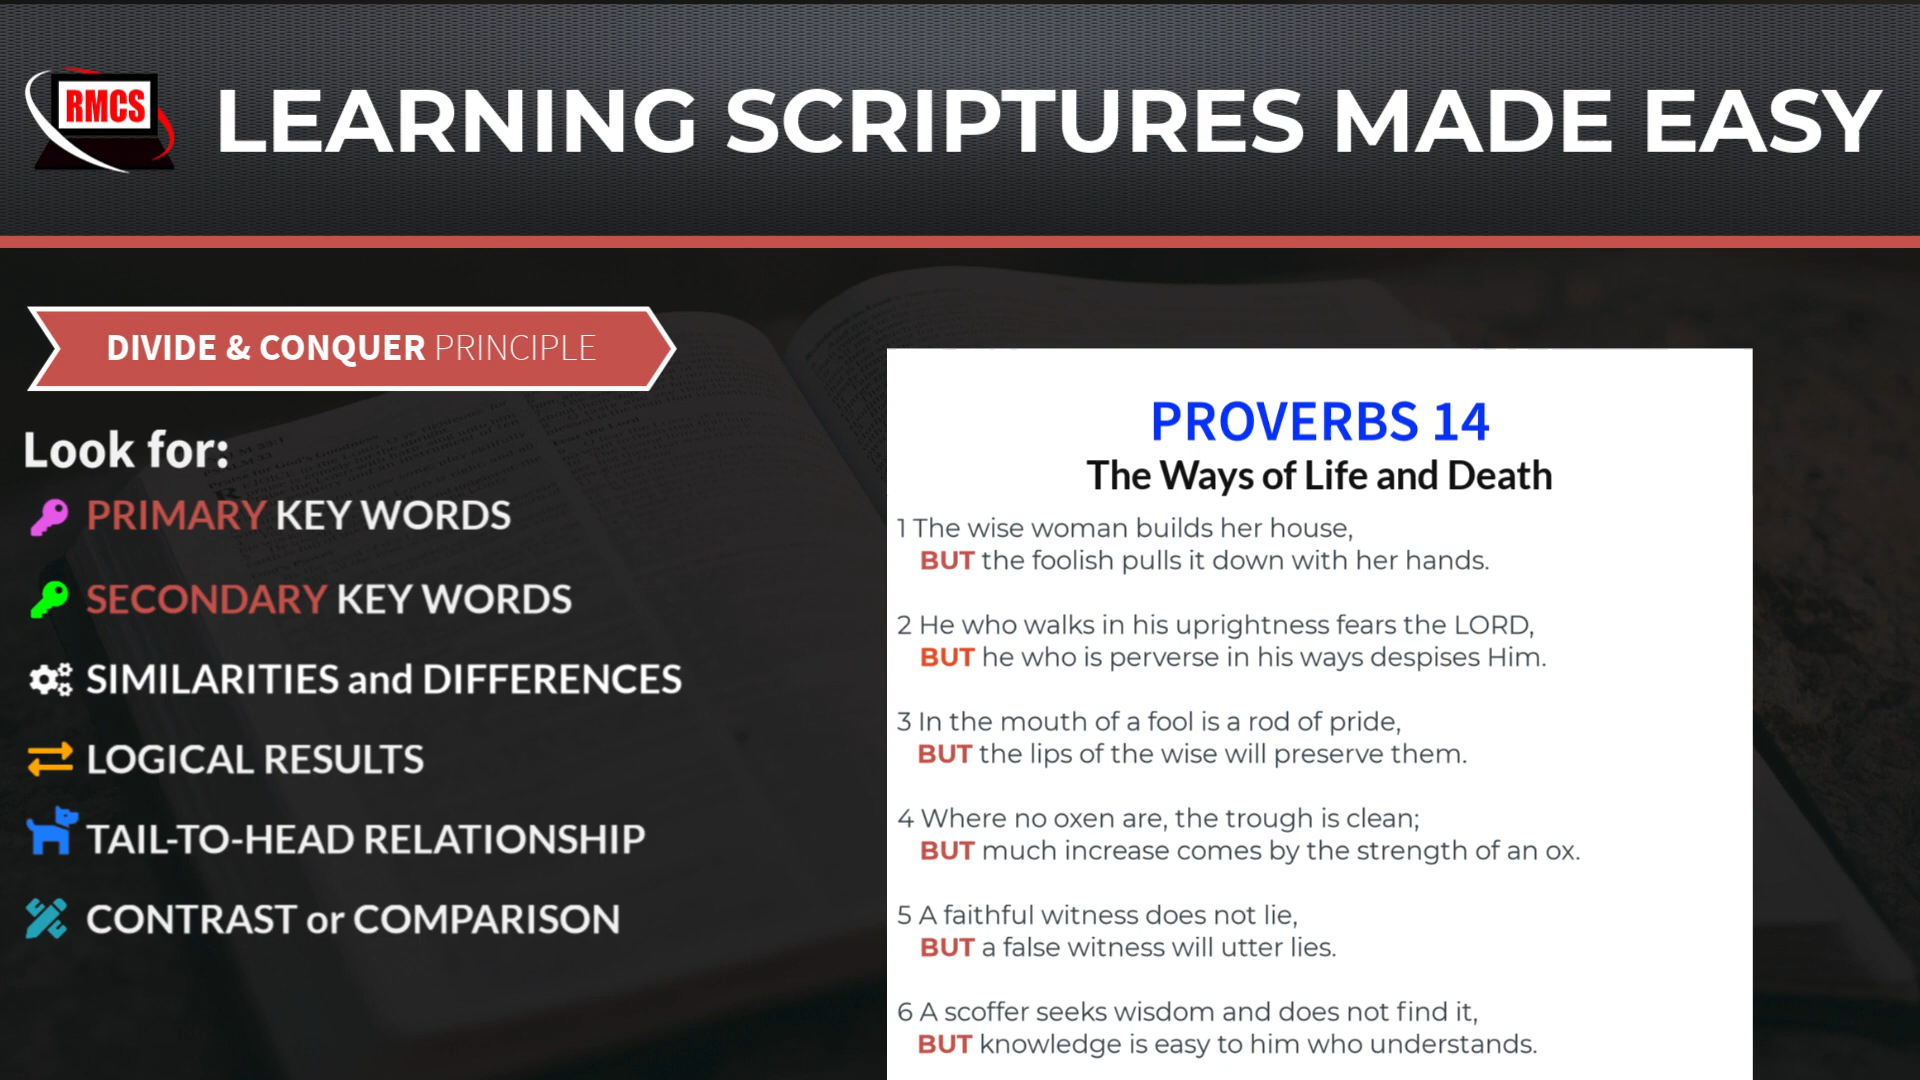 RMCS
LEARNING SCRIPTURES MADE EASY
DIVIDE & CONQUER PRINCIPLE
Look for:
PRIMARY KEY WORDS
SECONDARY KEY WORDS
SIMILARITIES and DIFFERENCES
LOGICAL RESULTS
TAIL-TO-HEAD RELATIONSHIP
CONTRAST or COMPARISON
PROVERBS 14
The Ways of Life and Death
1 The wise woman builds her house,
BUT the foolish pulls it down with her hands.
2 He who walks in his uprightness fears the LORD,
BUT he who is perverse in his ways despises Him.
3 In the mouth of a fool is a rod of pride,
BUT the lips of the wise will preserve them.
4 Where no oxen are, the trough is clean;
BUT much increase comes by the strength of an ox.
5 A faithful witness does not lie,
BUT a false witness will utter lies.
6 A scoffer seeks wisdom and does not find it,
BUT knowledge is easy to him who understands.